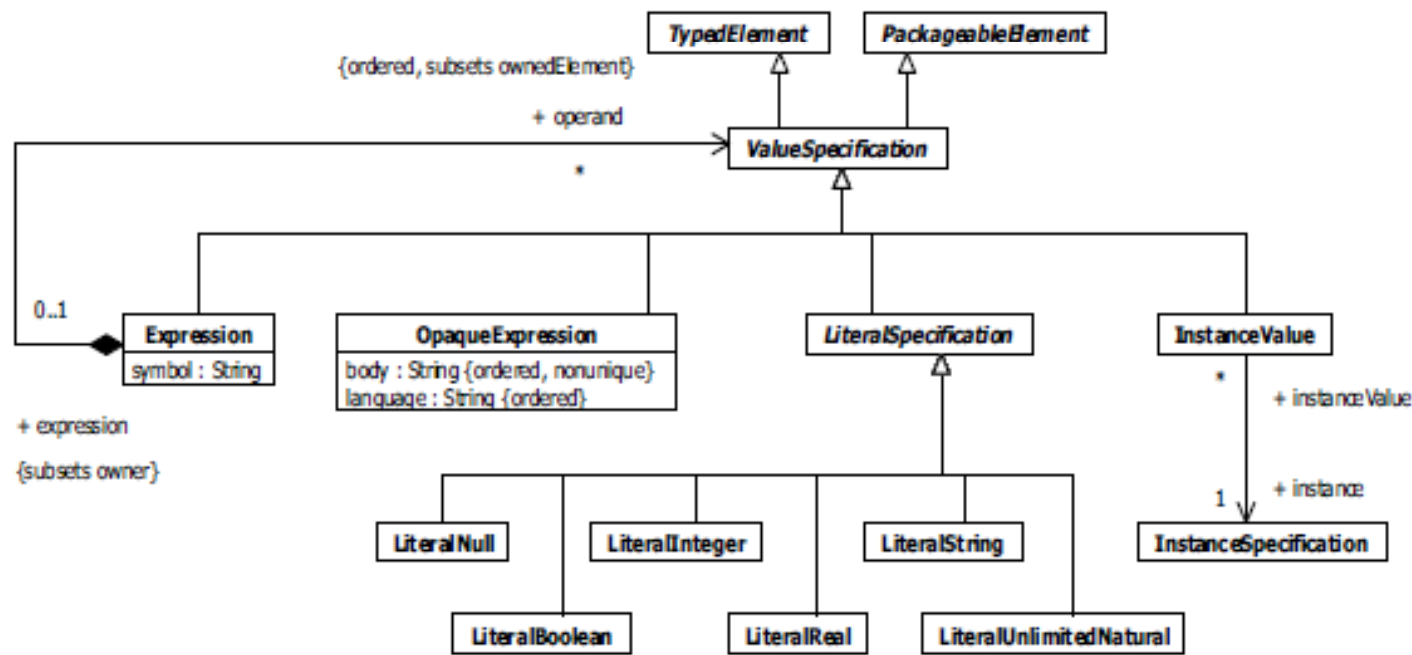 TypedElement
PackageableElement
{ordered, subsets ownedElement}
+ operand
*
ValueSpecification
0..1
Expression
symbol : String
OpaqueExpression
body : String {ordered, nonunique}
language : String {ordered}
LiteralSpecification
InstanceValue
*
+ instanceValue
+ expression
{subsets owner}
1
+ instance
LiteralNull
LiteralInteger
LiteralString
InstanceSpecification
LiteralBoolean
LiteralReal
LiteralUnlimitedNatural